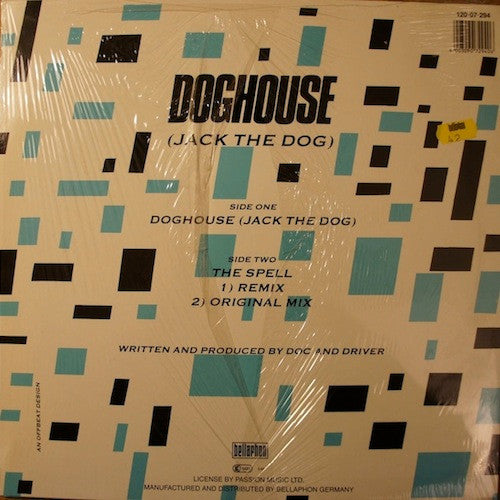 120 07 294
DOGHOUSE
(JACK THE DOG)
bellaphon
SIDE ONE
DOGHOUSE (JACK THE DOG)
SIDE TWO
THE SPELL
1) REMIX
2) ORIGINAL MIX
WRITTEN AND PRODUCED BY DOC AND DRIVER
AN OFFBEAT DESIGN
bellaphon
LICENSE BY PASSION MUSIC LTD.
MANUFACTURED AND DISTRIBUTED BY BELLAPHON GERMANY